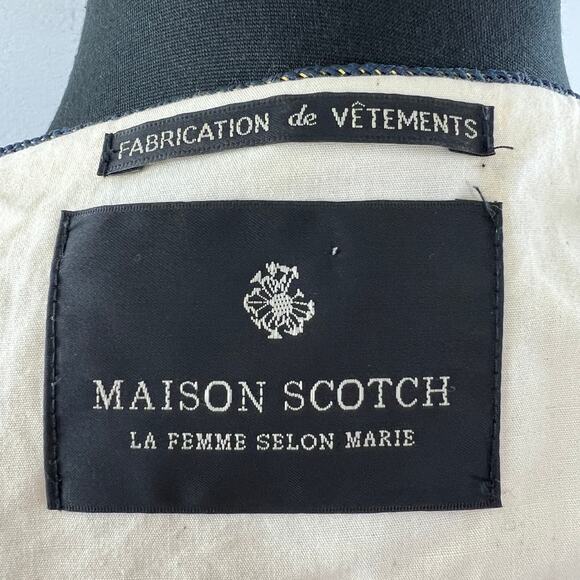 FABRICATION de VÊTEMENTS
MAISON SCOTCH
LA FEMME SELON MARIE